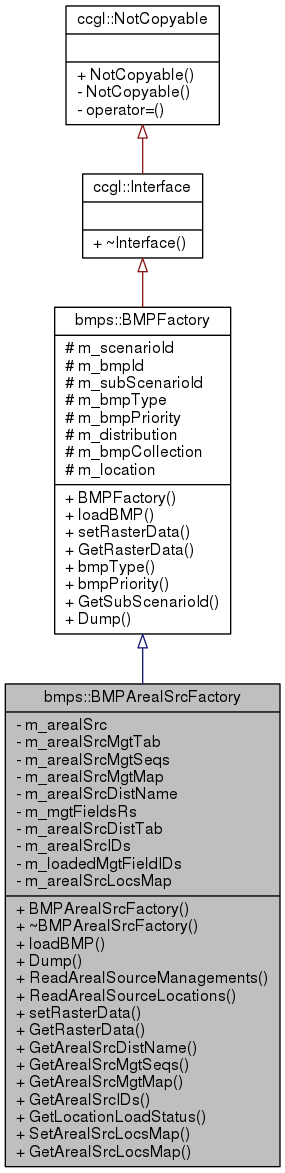 ccgl::NotCopyable
+ NotCopyable()
- NotCopyable()
- operator=()
ccgl::Interface
+ ~Interface()
bmps::BMPFactory
# m_scenarioId
# m_bmpId
# m_subScenarioId
# m_bmpType
# m_bmpPriority
# m_distribution
# m_bmpCollection
# m_location
+ BMPFactory()
+ loadBMP()
+ setRasterData()
+ GetRasterData()
+ bmpType()
+ bmpPriority()
+ GetSubScenarioId()
+ Dump()
bmps::BMPArealSrcFactory
- m_arealSrc
- m_arealSrcMgtTab
- m_arealSrcMgtSeqs
- m_arealSrcMgtMap
- m_arealSrcDistName
- m_mgtFieldsRs
- m_arealSrcDistTab
- m_arealSrcIDs
- m_loadedMgtFieldIDs
- m_arealSrcLocsMap
+ BMPArealSrcFactory()
+ ~BMPArealSrcFactory()
+ loadBMP()
+ Dump()
+ ReadArealSourceManagements()
+ ReadArealSourceLocations()
+ setRasterData()
+ GetRasterData()
+ GetArealSrcDistName()
+ GetArealSrcMgtSeqs()
+ GetArealSrcMgtMap()
+ GetArealSrcIDs()
+ GetLocationLoadStatus()
+ SetArealSrcLocsMap()
+ GetArealSrcLocsMap()